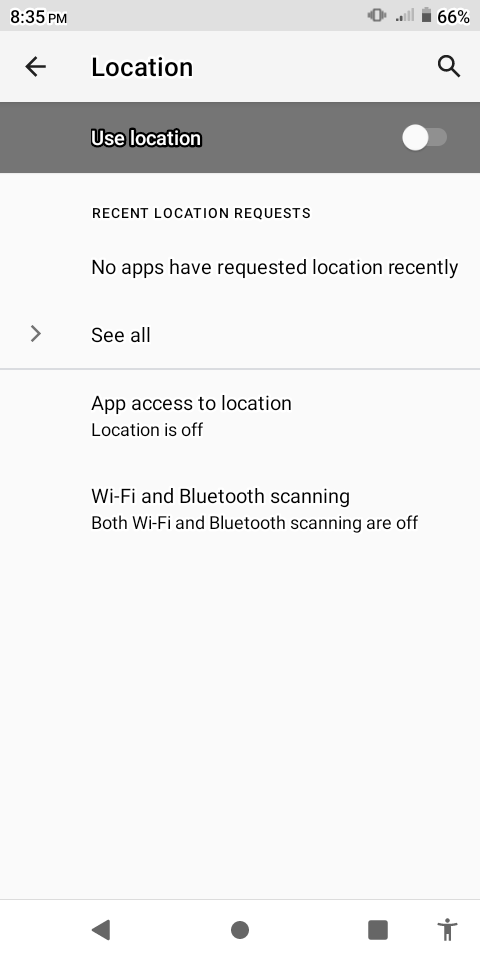 8:35 PM 66%
Location
Use location
RECENT LOCATION REQUESTS
No apps have requested location recently
See all
App access to location
Location is off
Wi-Fi and Bluetooth scanning
Both Wi-Fi and Bluetooth scanning are off